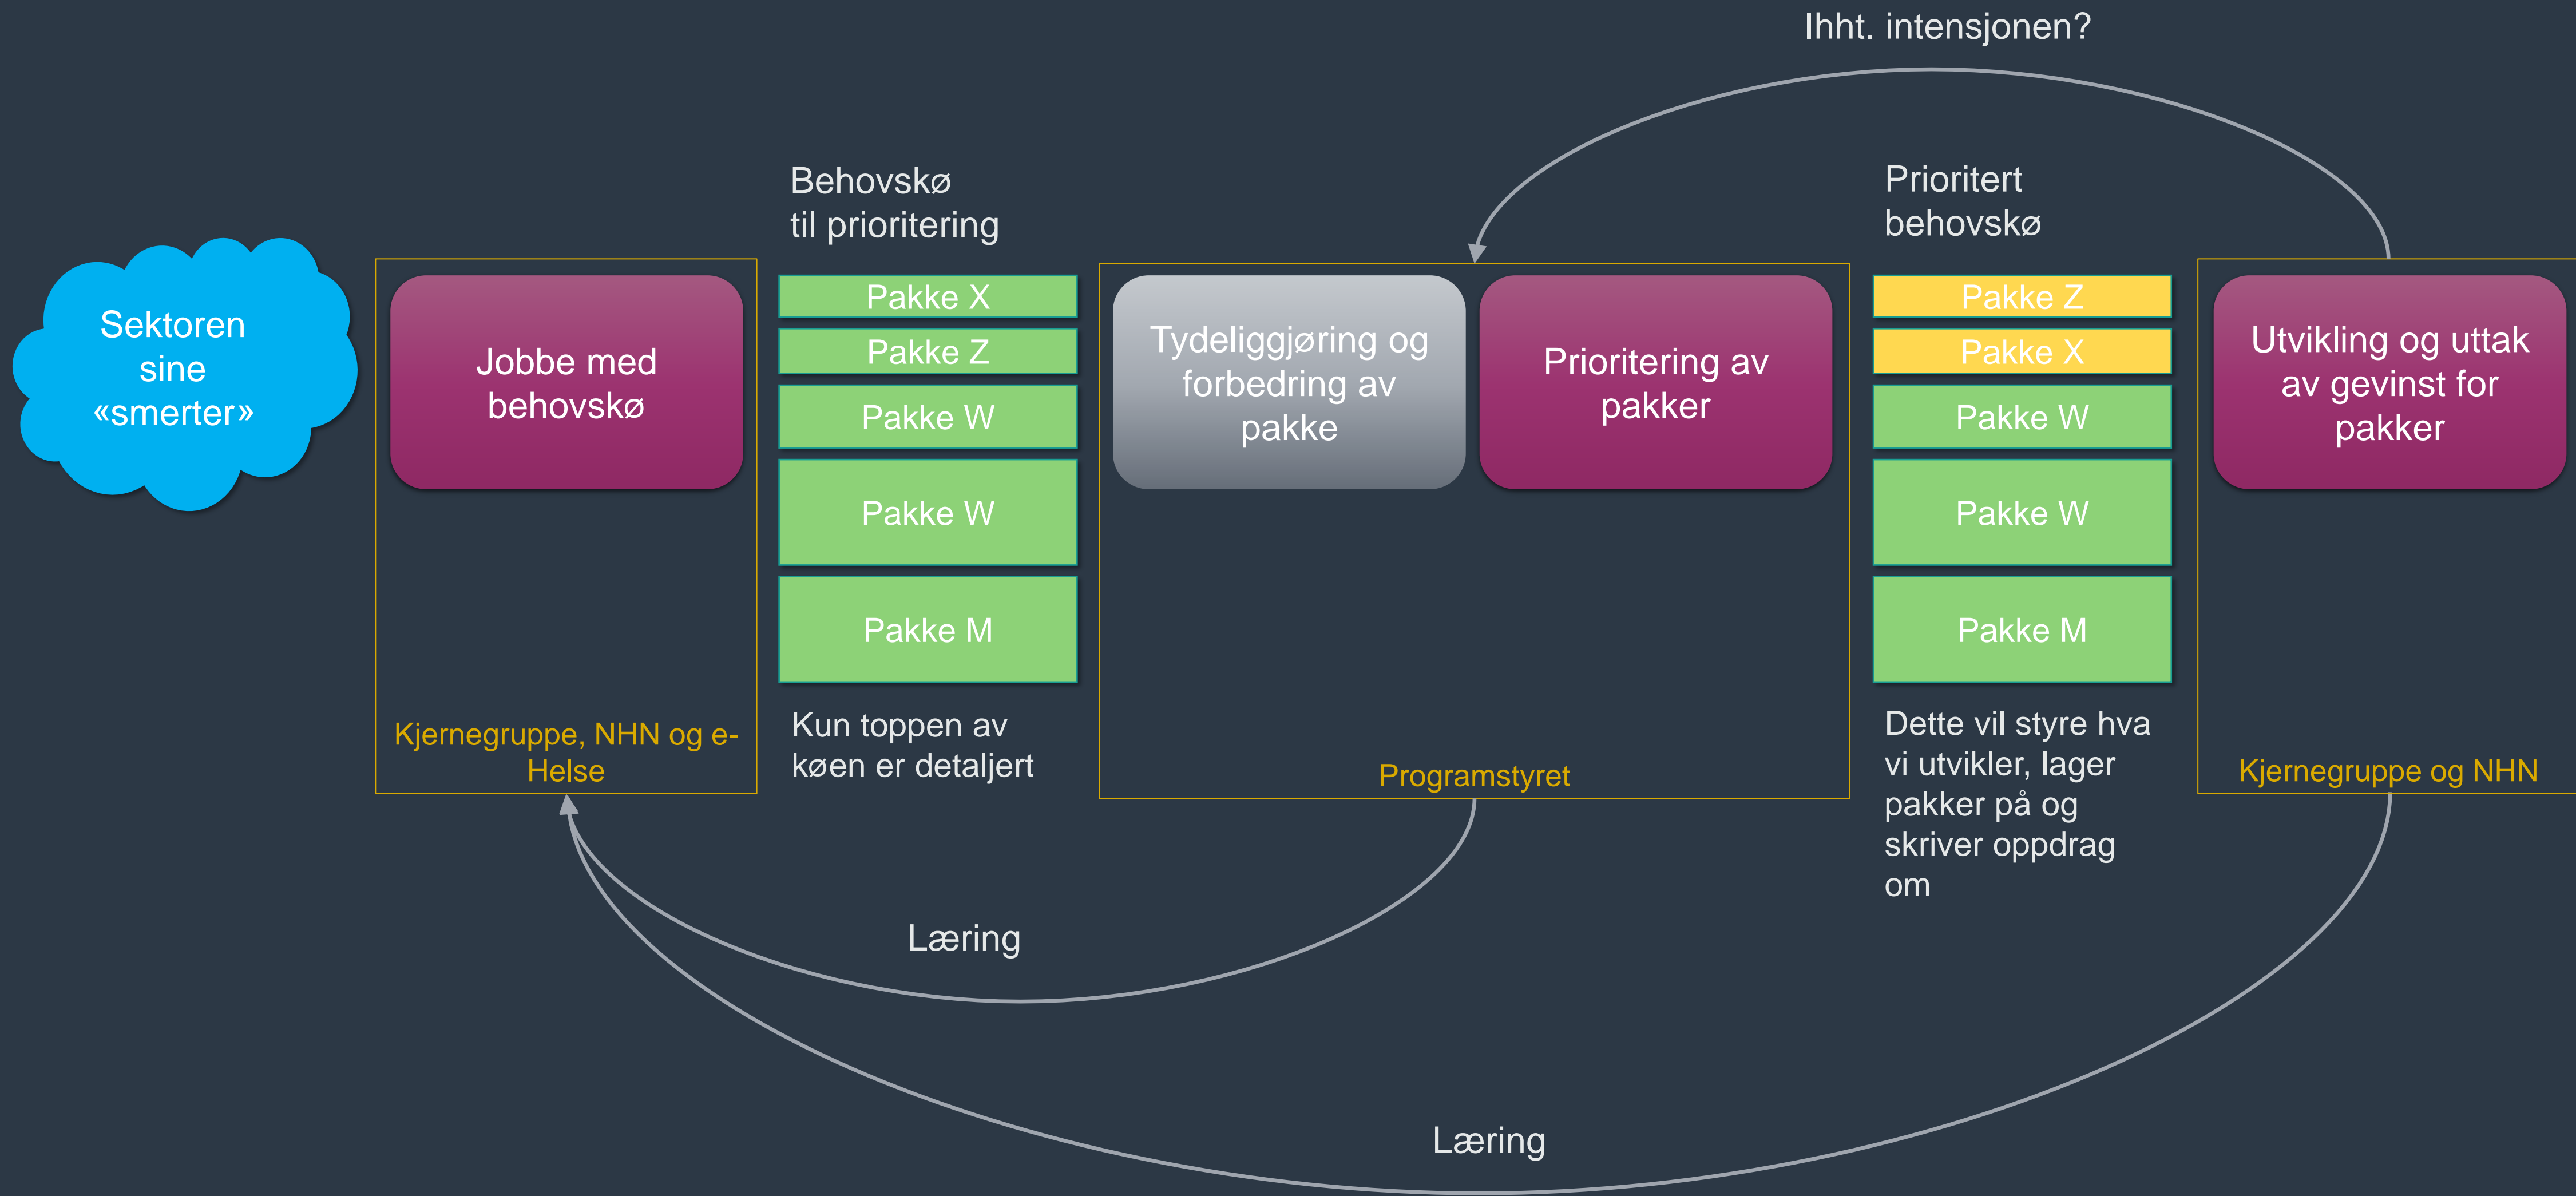 Ihht. intensjonen?
Sektoren
sine
«smerter»
Jobbe med
behovskø
Kjernegruppe, NHN og e-
Helse
Behovskø
til prioritering
Pakke X
Pakke Z
Pakke W
Pakke W
Pakke M
Kun toppen av
køen er detaljert
Tydeliggjøring og
forbedring av
pakke
Prioritering av
pakker
Programstyret
Prioritert
behovskø
Pakke Z
Pakke X
Pakke W
Pakke W
Pakke M
Dette vil styre hva
vi utvikler, lager
pakker på og
skriver oppdrag
om
Utvikling og uttak
av gevinst for
pakker
Kjernegruppe og NHN
Læring
Læring